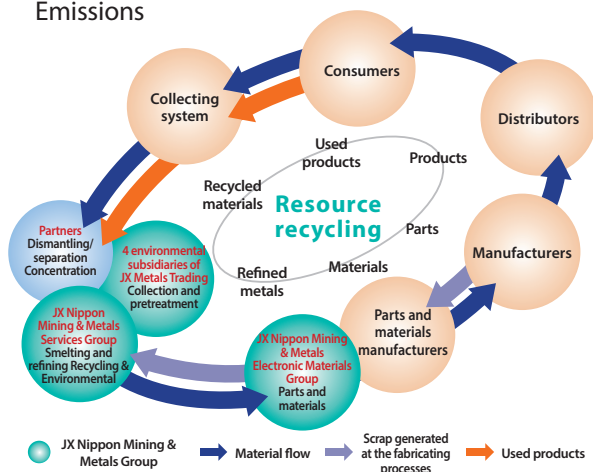 Emissions
Consumers
Collecting
system
Distributors
Used
products
Products
Recycled
materials
Resource
recycling
Parts
Materials
Refined
metals
Partners
Dismantling/
separation
Concentration
4 environmental
subsidiaries of
JX Metals Trading
Collection and
pretreatment
Manufacturers
JX Nippon
Mining & Metals
Services Group
Smelting and
refining Recycling &
Environmental
JX Nippon Mining
& Metals
Electronic Materials
Group
Parts and
materials
Parts and
materials
manufacturers
JX Nippon Mining &
Metals Group
Material flow
Scrap generated
at the fabricating
processes
Used products